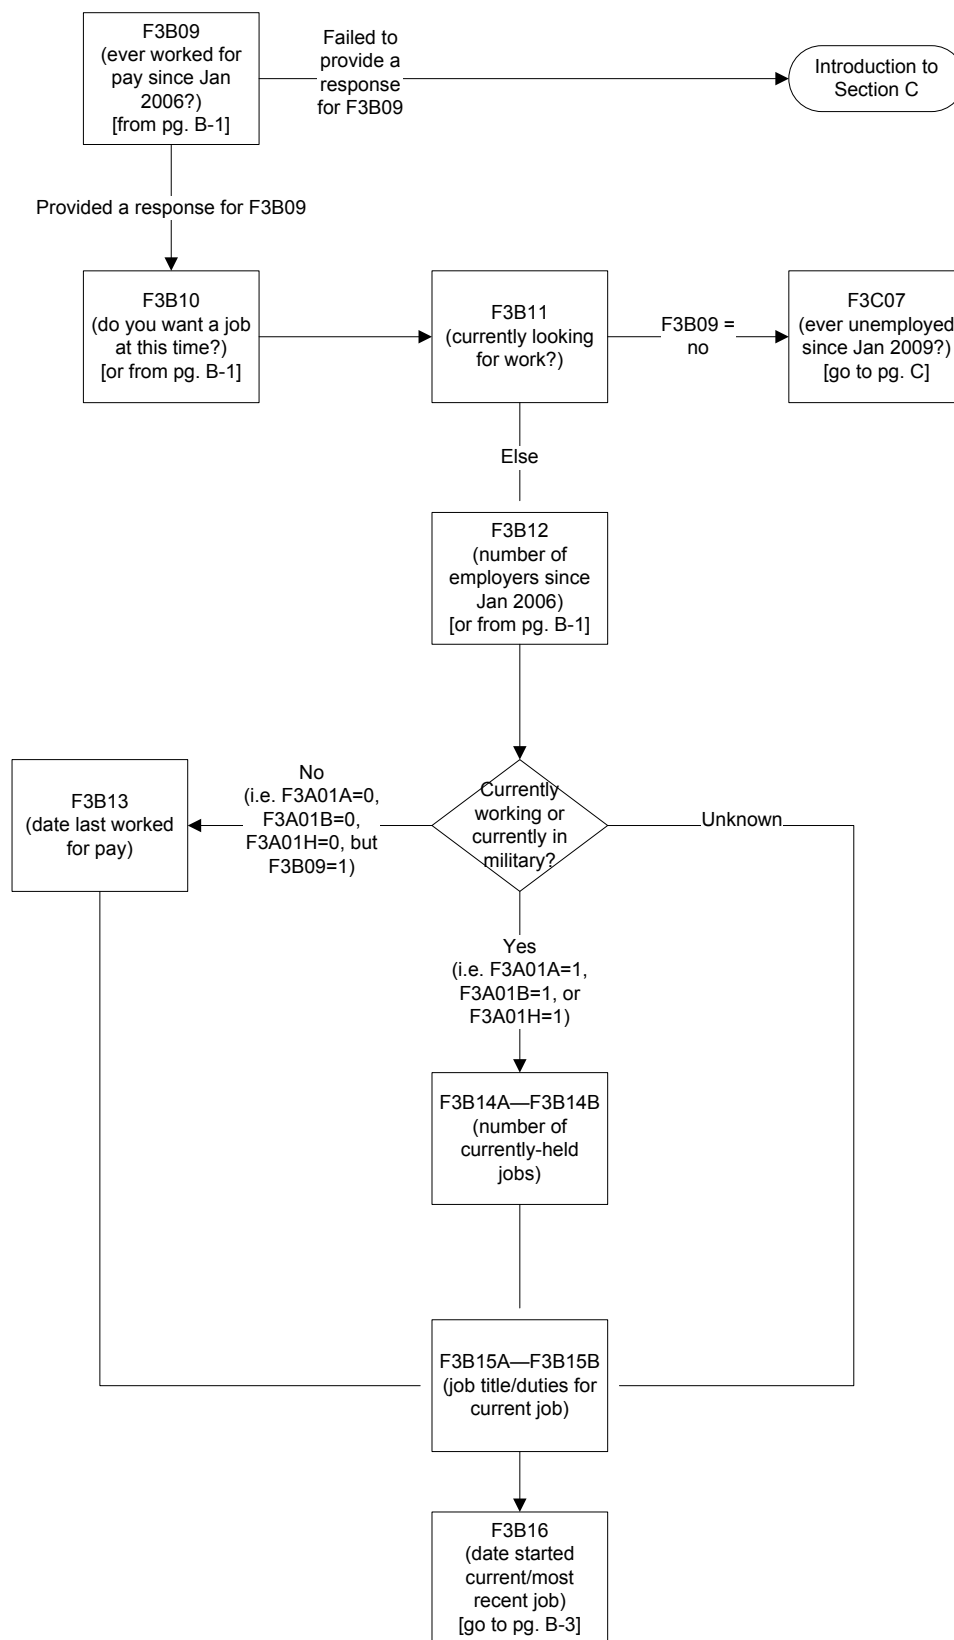 F3B09
(ever worked for
pay since Jan
2006?)
[from pg. B-1]
Failed to
provide a
response
for F3B09
Introduction to
Section C
Provided a response for F3B09
F3B10
(do you want a job
at this time?)
[or from pg. B-1]
F3B11
(currently looking
for work?)
F3B09 =
no
F3C07
(ever unemployed
since Jan 2009?)
[go to pg. C]
Else
F3B12
(number of
employers since
Jan 2006)
[or from pg. B-1]
Currently
working or
currently in
military?
No
(i.e. F3A01A=0,
F3A01B=0,
F3A01H=0, but
F3B09=1)
F3B13
(date last worked
for pay)
Unknown
Yes
(i.e. F3A01A=1,
F3A01B=1, or
F3A01H=1)
F3B14A—F3B14B
(number of
currently-held
jobs)
F3B15A—F3B15B
(job title/duties for
current job)
F3B16
(date started
current/most
recent job)
[go to pg. B-3]